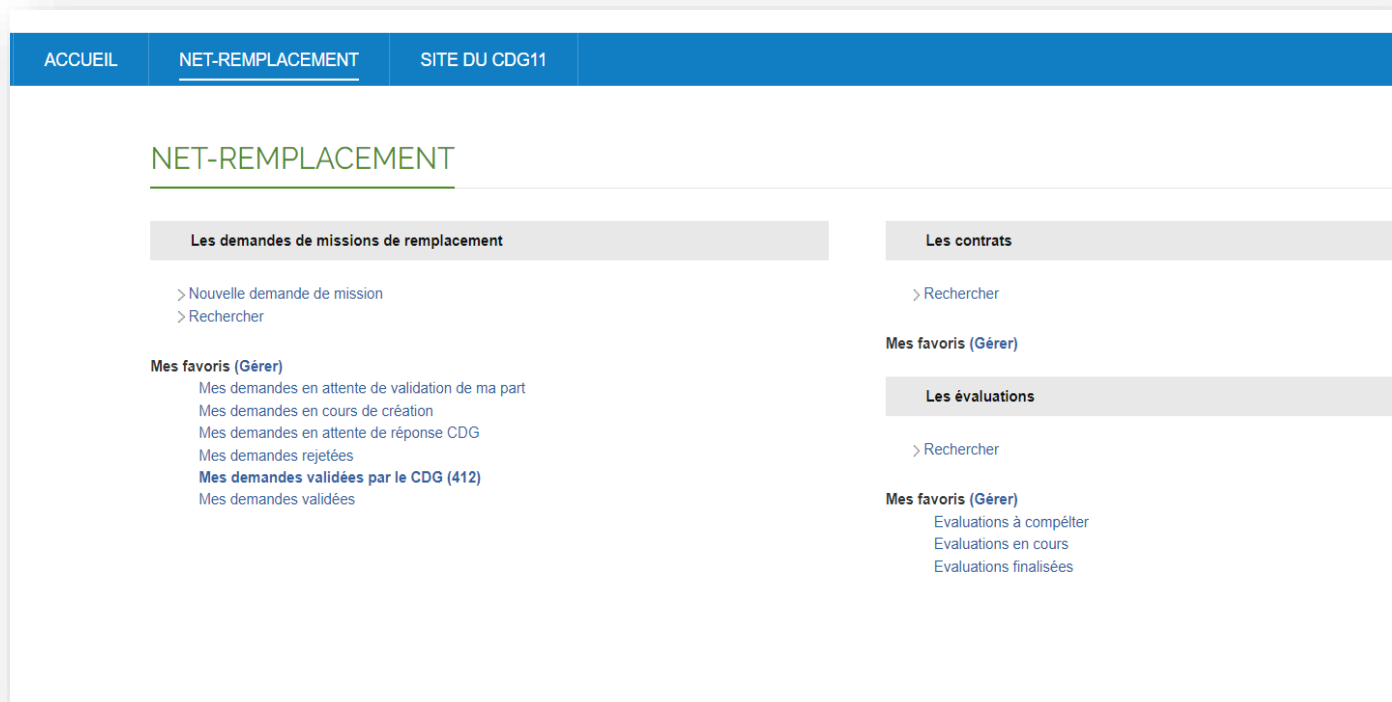 ACCUEIL
NET-REMPLACEMENT
SITE DU CDG11
NET-REMPLACEMENT
Les demandes de missions de remplacement
Nouvelle demande de mission
Rechercher
Mes favoris (Gérer)
Mes demandes en attente de validation de ma part
Mes demandes en cours de création
Mes demandes en attente de réponse CDG
Mes demandes rejetées
Mes demandes validées par le CDG (412)
Mes demandes validées
Les contrats
Rechercher
Mes favoris (Gérer)
Les évaluations
Rechercher
Mes favoris (Gérer)
Evaluations à compélter
Evaluations en cours
Evaluations finalisées